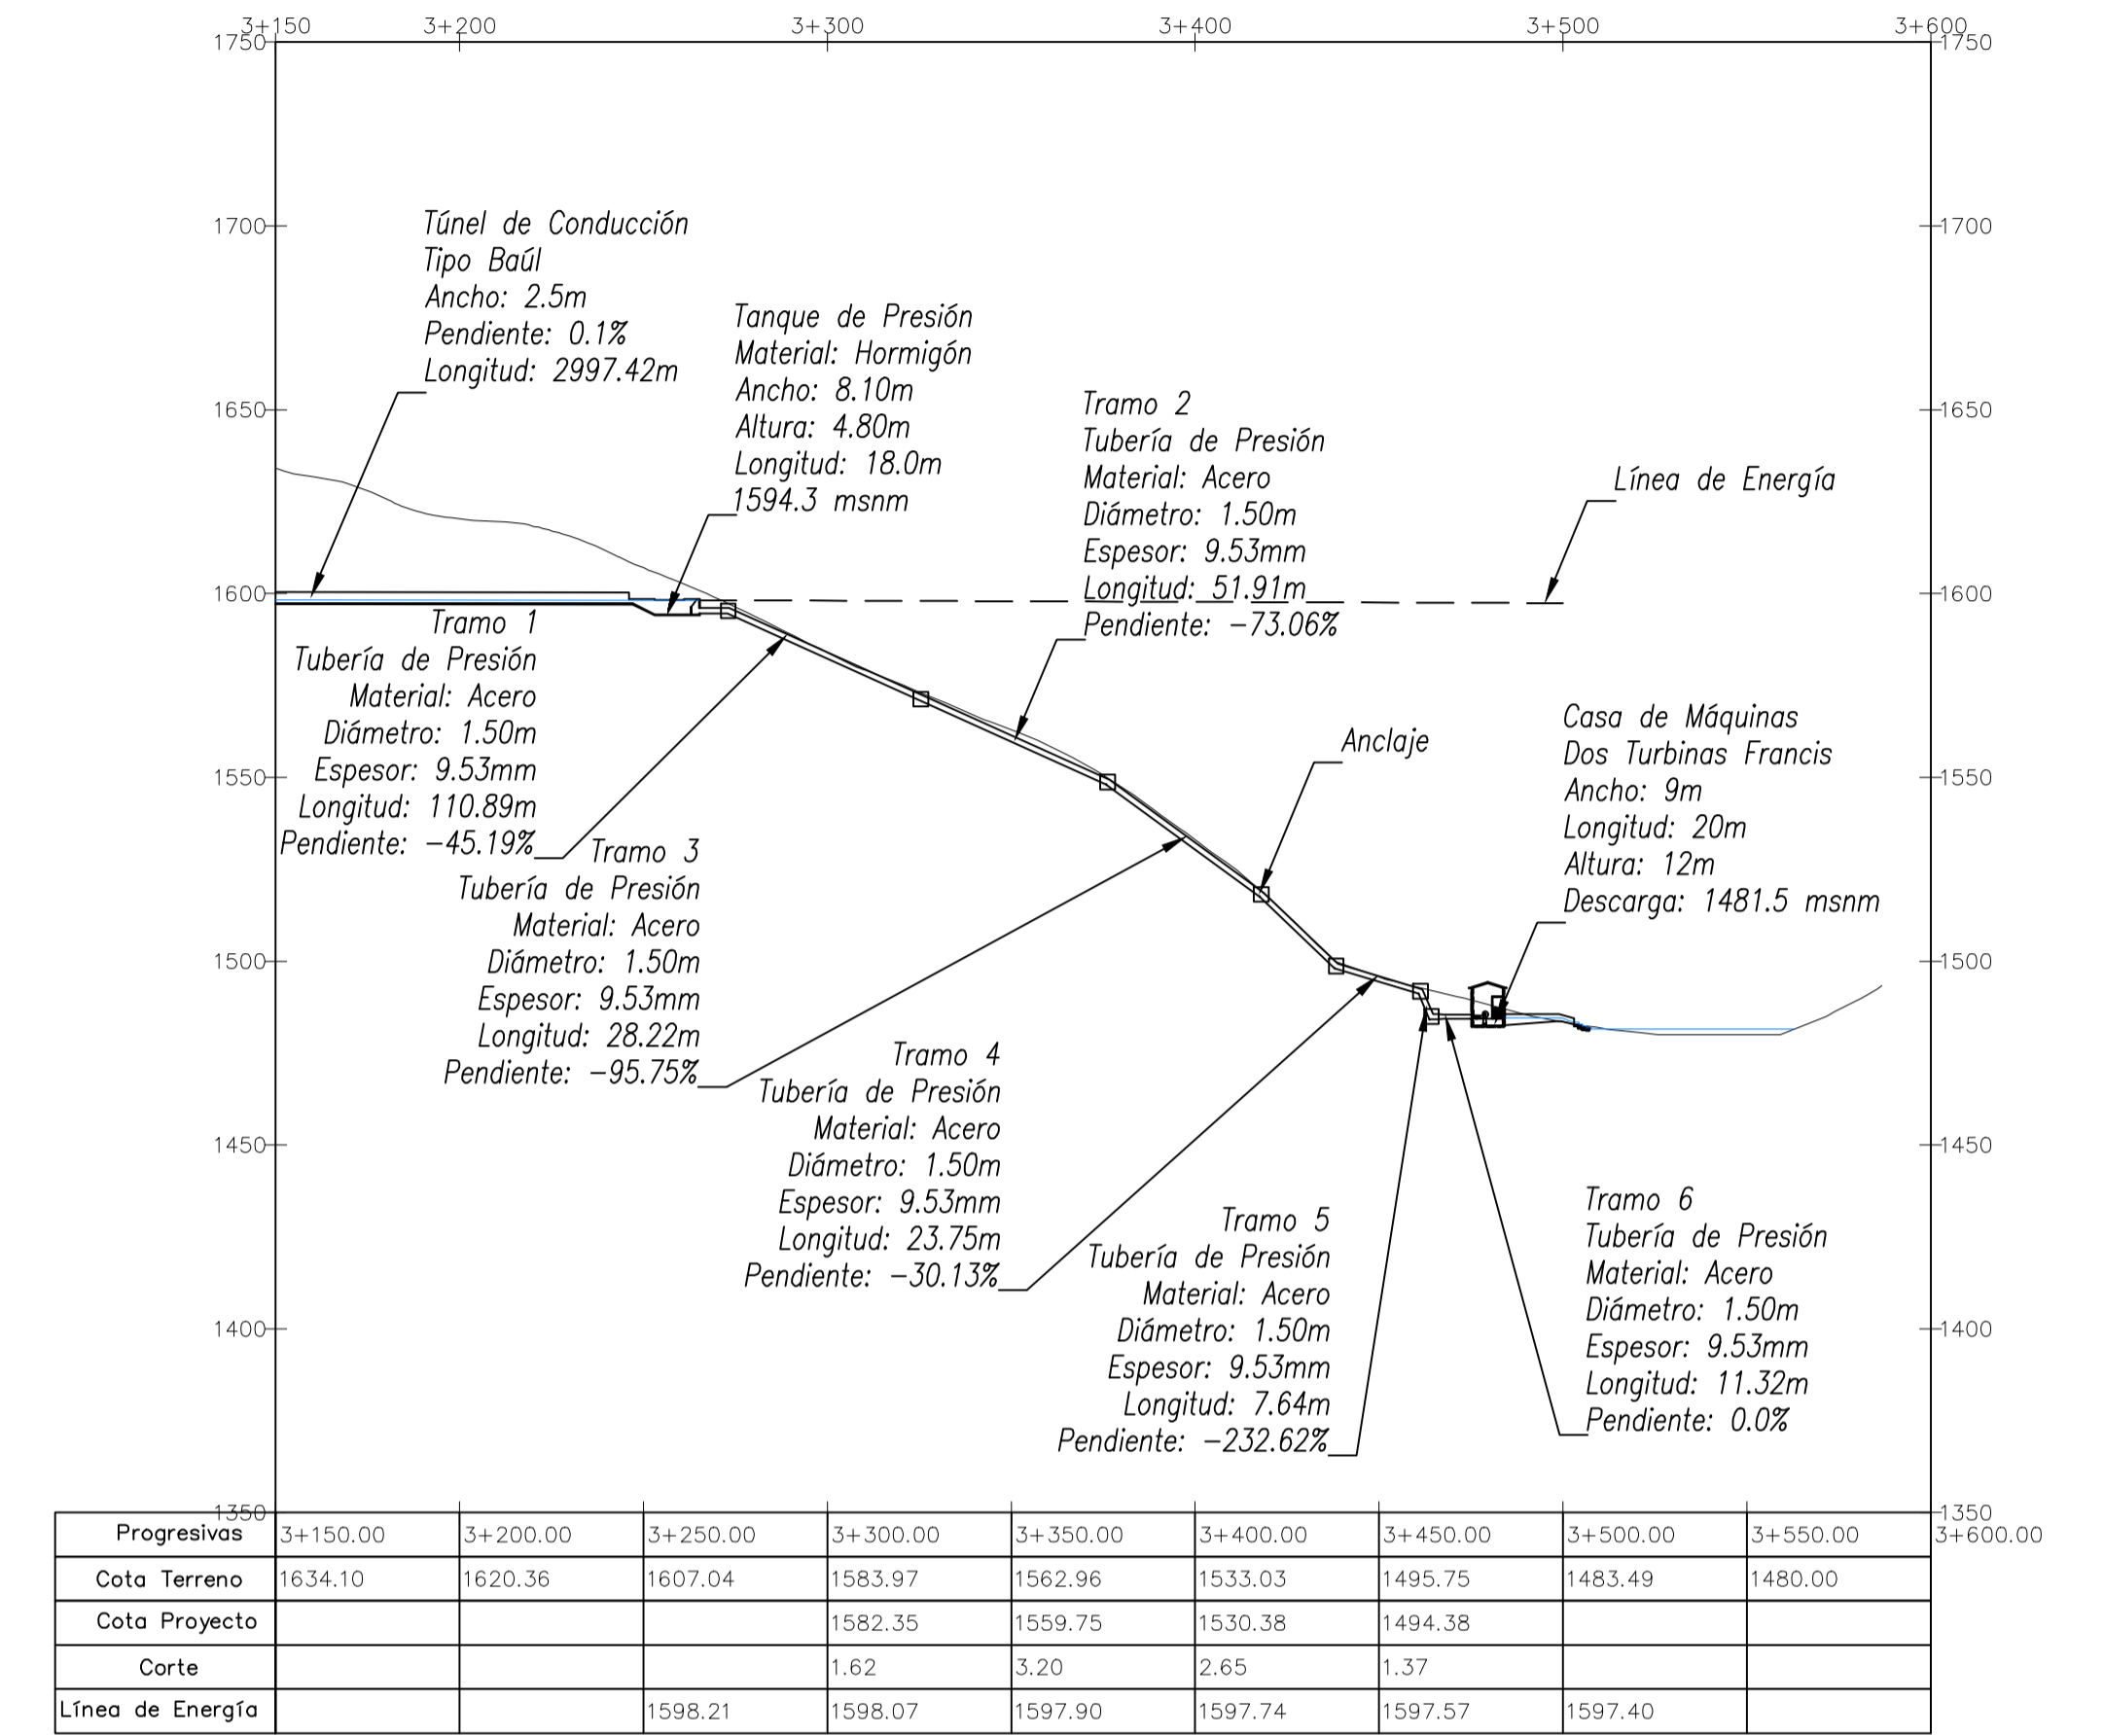 3+150 3+200 3+300 3+400 3+500 3+600
1750 1750
1700 1700
1650 1650
1600 1600
1550 1550
1500 1500
1450 1450
1400 1400
1350 1350
Túnel de Conducción
Tipo Baúl
Ancho: 2.5m
Pendiente: 0.1%
Longitud: 2997.42m
Tanque de Presión
Material: Hormigón
Ancho: 8.10m
Altura: 4.80m
Longitud: 18.0m
1594.3 msnm
Tramo 2
Tubería de Presión
Material: Acero
Diámetro: 1.50m
Espesor: 9.53mm
Longitud: 51.91m
Pendiente: -73.06%
Línea de Energía
Tramo 1
Tubería de Presión
Material: Acero
Diámetro: 1.50m
Espesor: 9.53mm
Longitud: 110.89m
Pendiente: -45.19%
Anclaje
Casa de Máquinas
Dos Turbinas Francis
Ancho: 9m
Longitud: 20m
Altura: 12m
Descarga: 1481.5 msnm
Tramo 3
Tubería de Presión
Material: Acero
Diámetro: 1.50m
Espesor: 9.53mm
Longitud: 28.22m
Pendiente: -95.75%
Tramo 4
Tubería de Presión
Material: Acero
Diámetro: 1.50m
Espesor: 9.53mm
Longitud: 23.75m
Pendiente: -30.13%
Tramo 5
Tubería de Presión
Material: Acero
Diámetro: 1.50m
Espesor: 9.53mm
Longitud: 7.64m
Pendiente: -232.62%
Tramo 6
Tubería de Presión
Material: Acero
Diámetro: 1.50m
Espesor: 9.53mm
Longitud: 11.32m
Pendiente: 0.0%
Progresivas 3+150.00 3+200.00 3+250.00 3+300.00 3+350.00 3+400.00 3+450.00 3+500.00 3+550.00 3+600.00
Cota Terreno 1634.10 1620.36 1607.04 1583.97 1562.96 1533.03 1495.75 1483.49 1480.00
Cota Proyecto 1582.35 1559.75 1530.38 1494.38
Corte 1.62 3.20 2.65 1.37
Línea de Energía 1598.21 1598.07 1597.90 1597.74 1597.57 1597.40